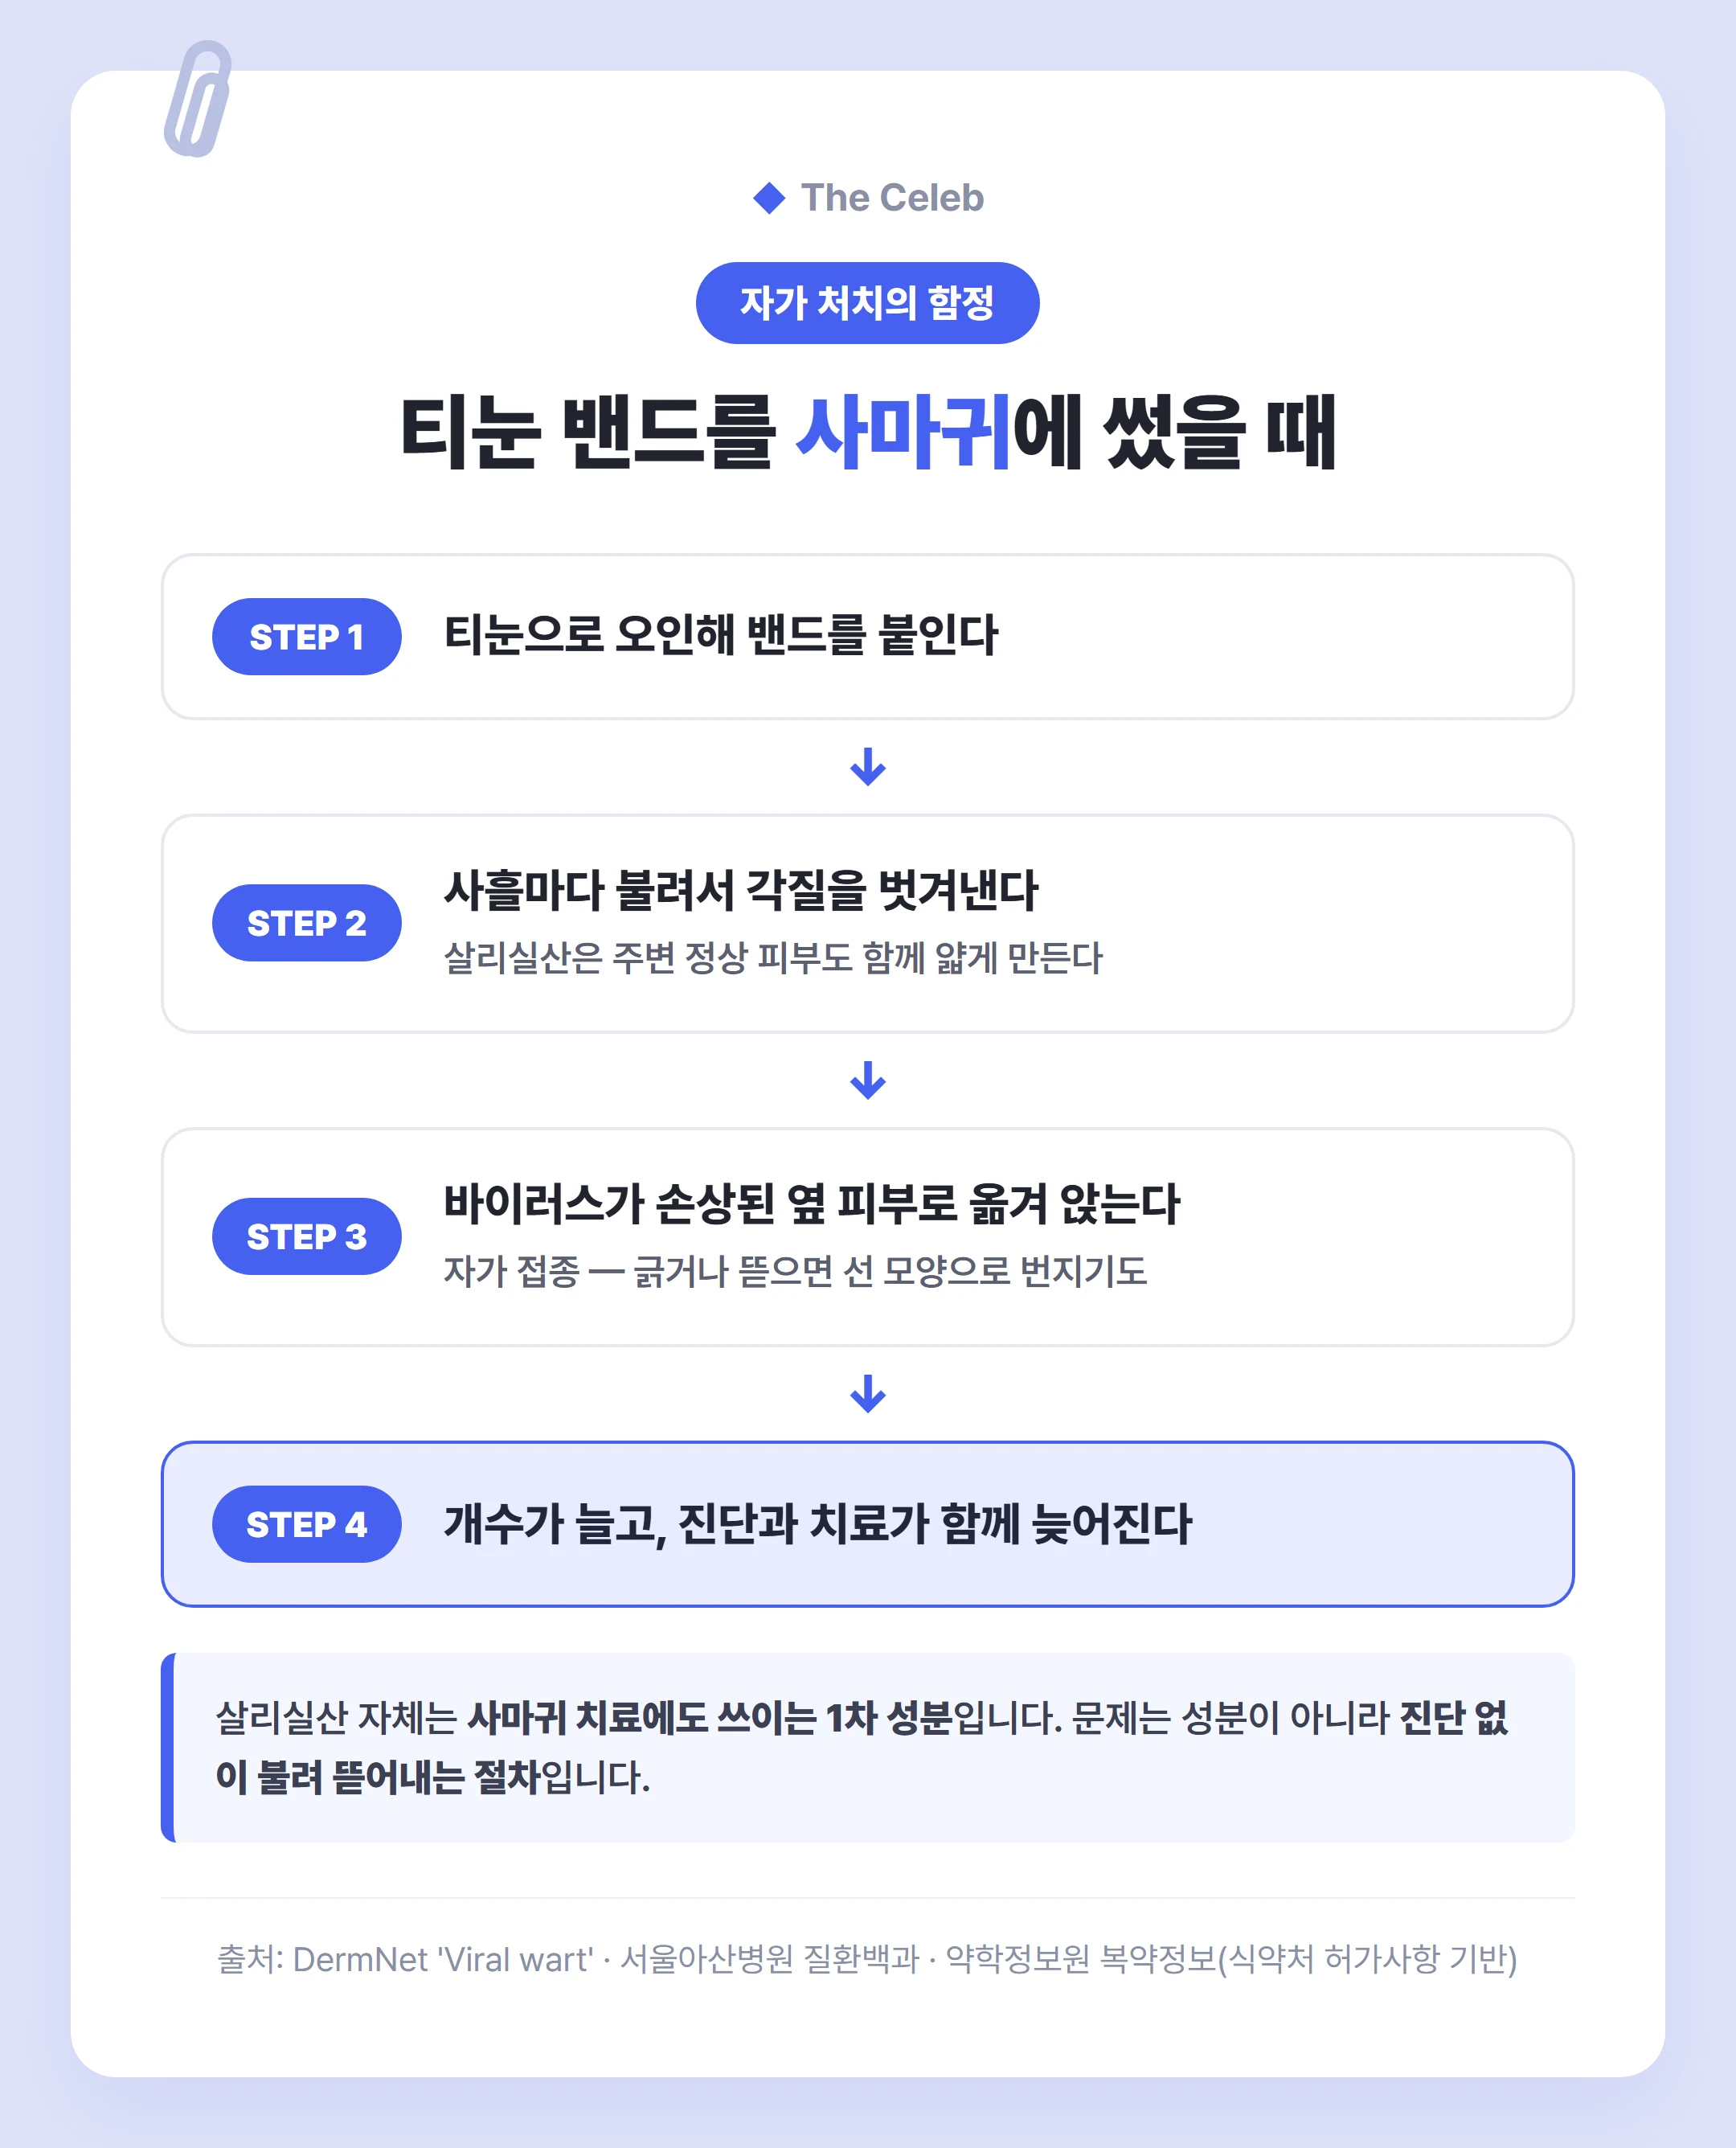 The Celeb
자가 처치의 함정
티눈 밴드를 사마귀에 썼을 때
STEP 1
티눈으로 오인해 밴드를 붙인다
STEP 2
사흘마다 불려서 각질을 벗겨낸다
살리실산은 주변 정상 피부도 함께 얇게 만든다
STEP 3
바이러스가 손상된 옆 피부로 옮겨 앉는다
자가 접종 — 긁거나 뜯으면 선 모양으로 번지기도
STEP 4
개수가 늘고, 진단과 치료가 함께 늦어진다
살리실산 자체는 사마귀 치료에도 쓰이는 1차 성분입니다. 문제는 성분이 아니라 진단 없
이 불려 뜯어내는 절차입니다.
출처: DermNet 'Viral wart' · 서울아산병원 질환백과 · 약학정보원 복약정보(식약처 허가사항 기반)